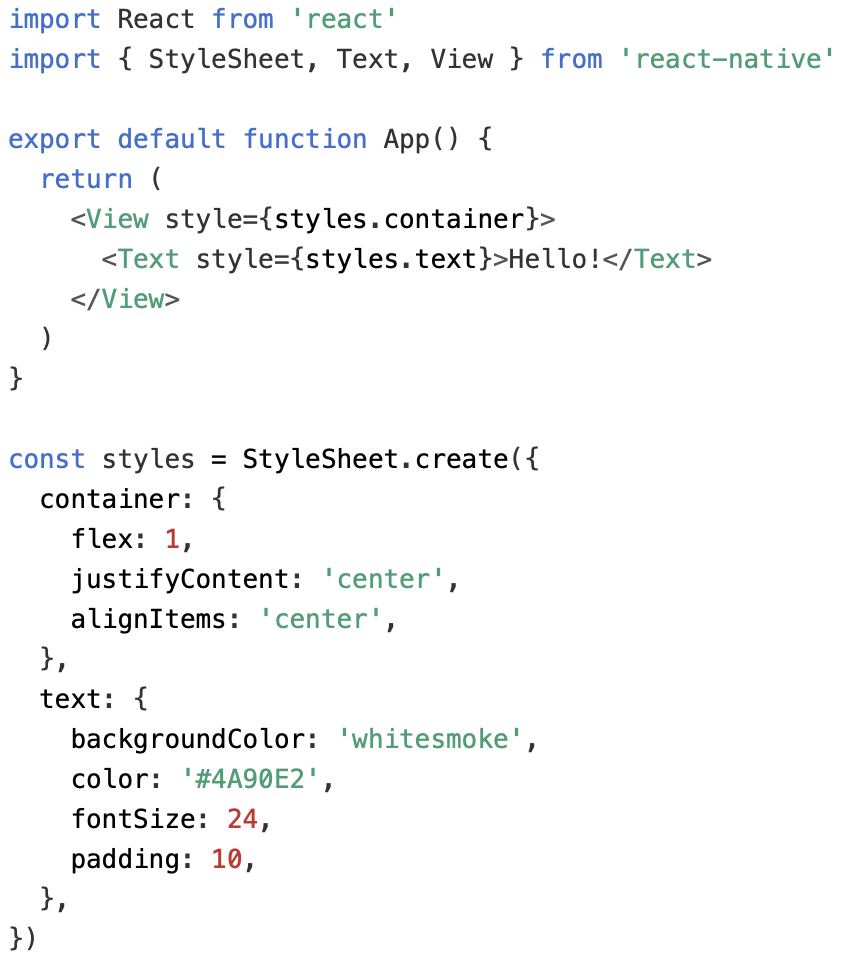 import React from 'react'
import { StyleSheet, Text, View } from 'react-native'

export default function App() {
  return (
    <View style={styles.container}>
      <Text style={styles.text}>Hello!</Text>
    </View>
  )
}

const styles = StyleSheet.create({
  container: {
    flex: 1,
    justifyContent: 'center',
    alignItems: 'center',
  },
  text: {
    backgroundColor: 'whitesmoke',
    color: '#4A90E2',
    fontSize: 24,
    padding: 10,
  },
})